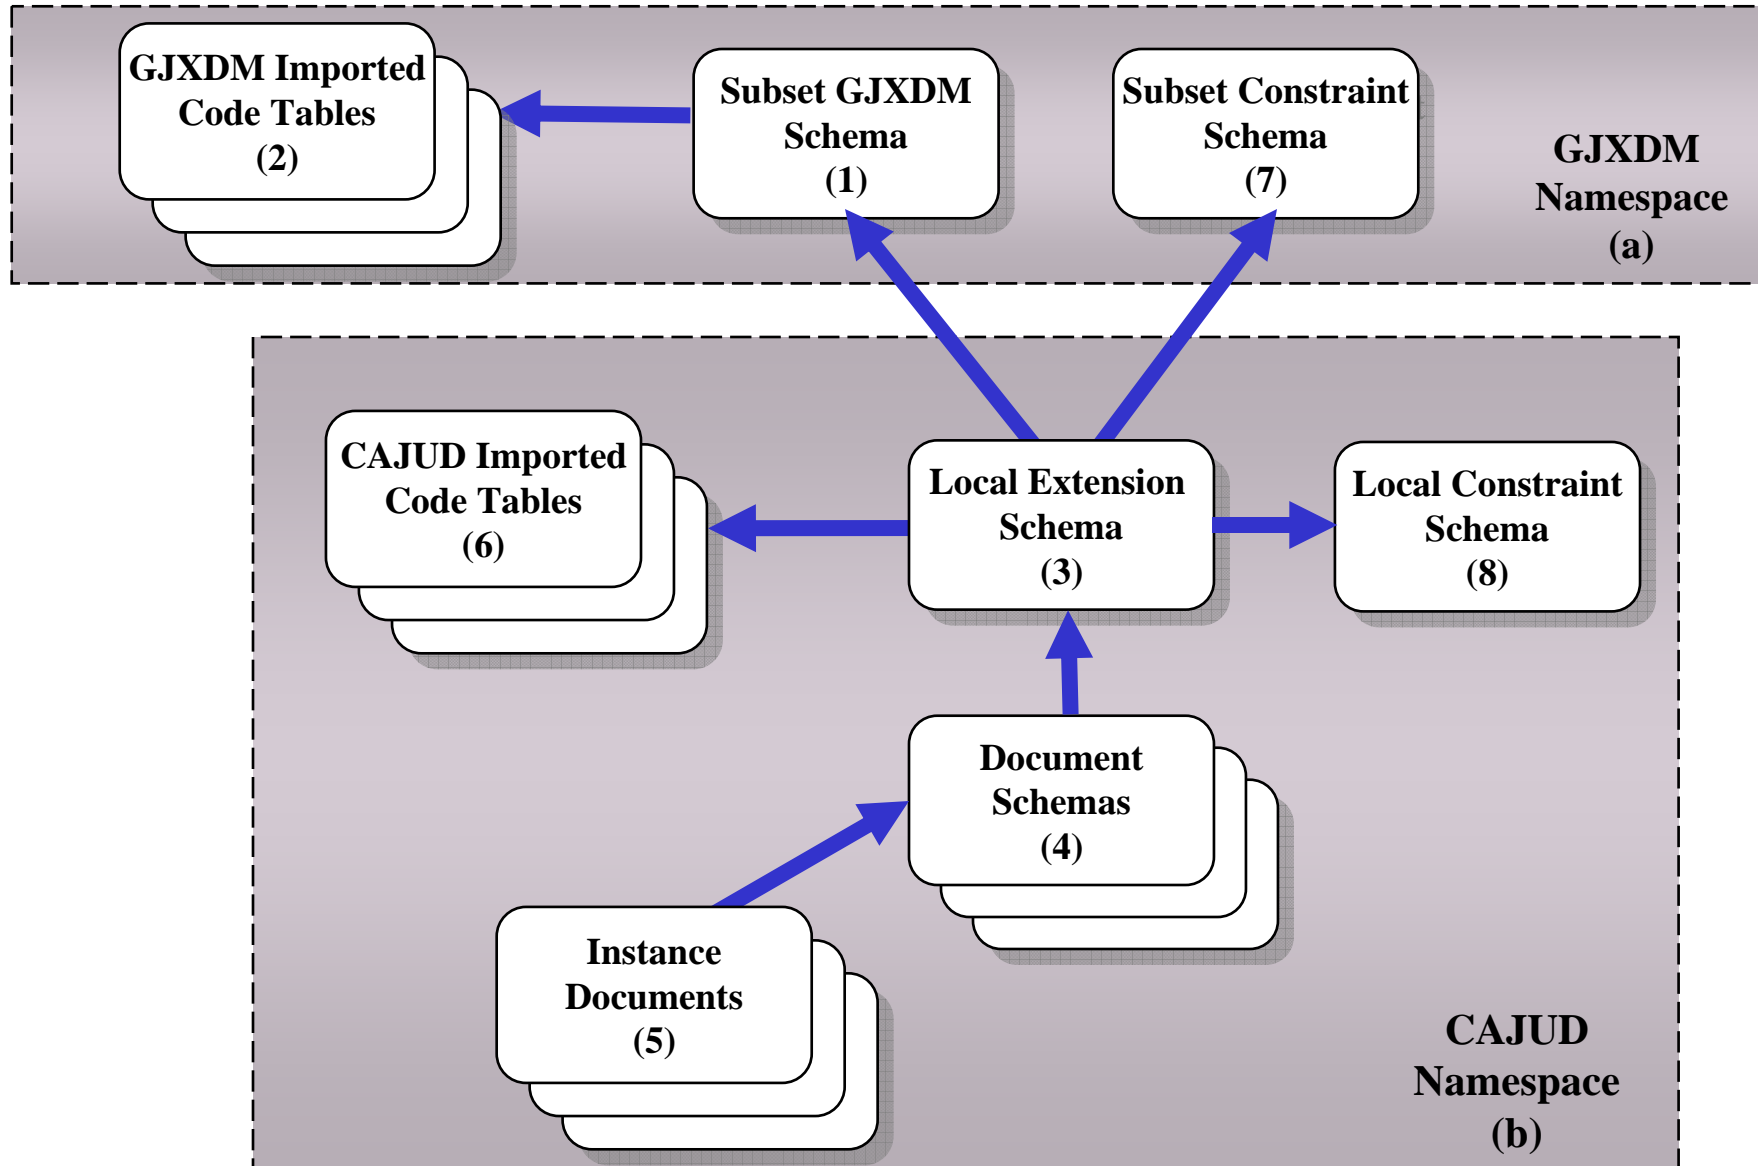 GJXDM Imported
Code Tables
(2)
Subset GJXDM
Schema
(1)
Subset Constraint
Schema
(7)
GJXDM
Namespace
(a)
CAJUD Imported
Code Tables
(6)
Local Extension
Schema
(3)
Local Constraint
Schema
(8)
Document
Schemas
(4)
Instance
Documents
(5)
CAJUD
Namespace
(b)